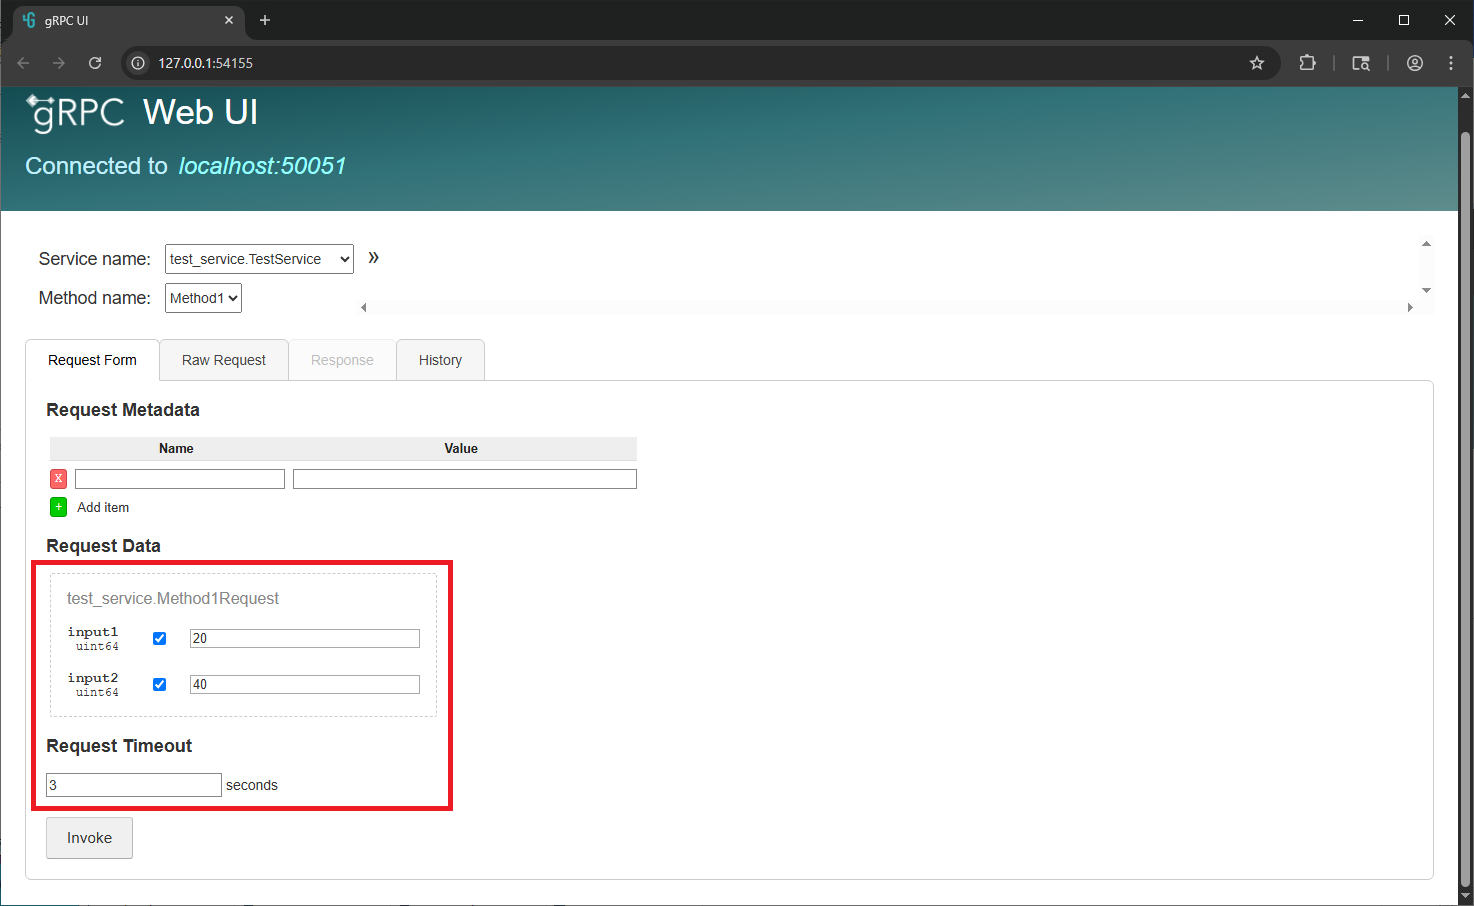 gRPC UI
127.0.0.1:54155
gRPC Web UI
Connected to localhost:50051
Service name: test_service.TestService »
Method name: Method1
Request Form Raw Request Response History
Request Metadata
Name Value
X
+ Add item
Request Data
test_service.Method1Request
input1 20
uint64
input2 40
uint64
Request Timeout
3 seconds
Invoke